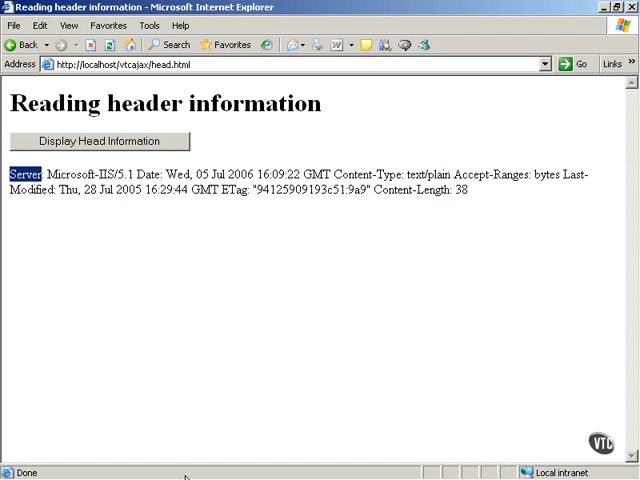 Reading header information - Microsoft Internet Explorer
File Edit View Favorites Tools Help
Back Search Favorites
Address http://localhost/vtcajax/head.html Go Links »
Reading header information
Display Head Information
Server: Microsoft-IIS/5.1 Date: Wed, 05 Jul 2006 16:09:22 GMT Content-Type: text/plain Accept-Ranges: bytes Last-
Modified: Thu, 28 Jul 2005 16:29:44 GMT ETag: "94125909193c51:9a9" Content-Length: 38
VTC
Done Local intranet